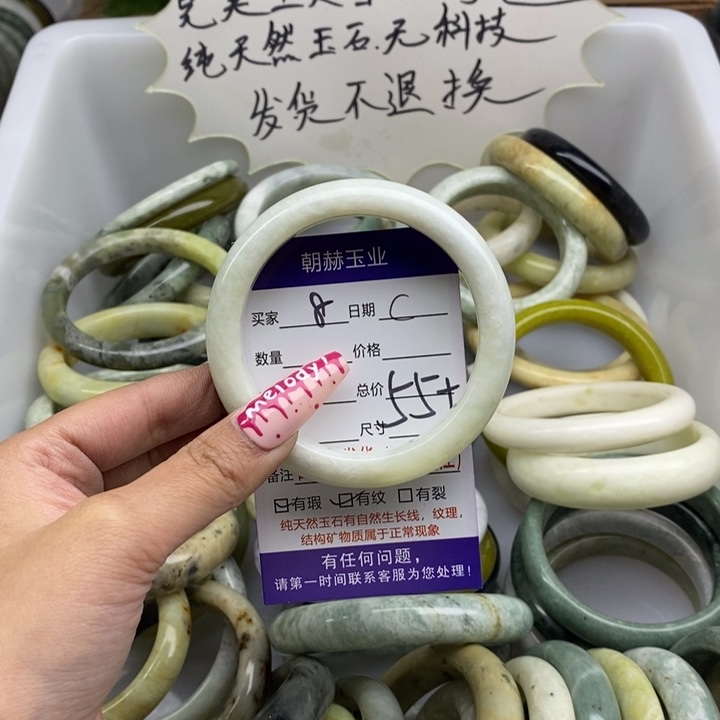 纯天然玉石.无科技
发货不退换
朝赫玉业
买家 8 日期 C
数量 价格
总价
55+
尺寸
melody
备注
☑有瑕 ☑有纹 ☐有裂
纯天然玉石有自然生长线,纹理,
结构矿物质属于正常现象
有任何问题,
请第一时间联系客服为您处理!